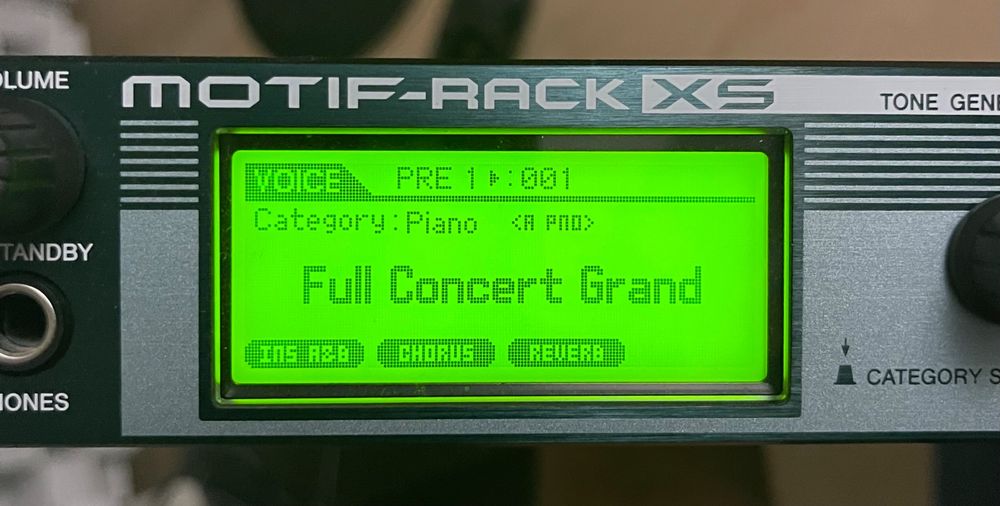 OLUME
MOTIF-RACK XS
TONE GENE
VOICE PRE 1 ▸:001
Category:Piano <A PNO>
TANDBY
Full Concert Grand
INS A&B CHORUS REVERB
CATEGORY S
HONES